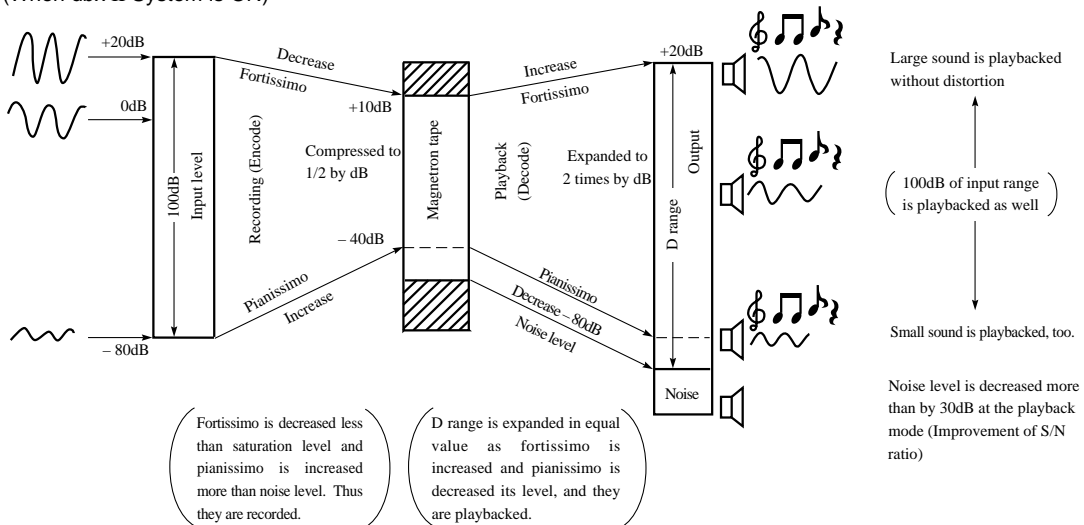 (When dbx II System is ON)
+20dB
0dB
– 80dB
100dB
Input level
Decrease
Fortissimo
Recording (Encode)
Pianissimo
Increase
+10dB
Compressed to
1/2 by dB
– 40dB
Magnetron tape
Increase
Fortissimo
Playback
(Decode)
Expanded to
2 times by dB
Pianissimo
Decrease – 80dB
Noise level
+20dB
Output
D range
Noise
Large sound is playbacked
without distortion
100dB of input range
is playbacked as well
Small sound is playbacked, too.
Noise level is decreased more
than by 30dB at the playback
mode (Improvement of S/N
ratio)
Fortissimo is decreased less
than saturation level and
pianissimo is increased
more than noise level. Thus
they are recorded.
D range is expanded in equal
value as fortissimo is
increased and pianissimo is
decreased its level, and they
are playbacked.